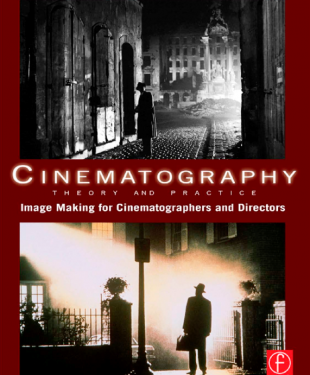 CINEMATOGRAPHY
THEORY AND PRACTICE
Image Making for Cinematographers and Directors
f